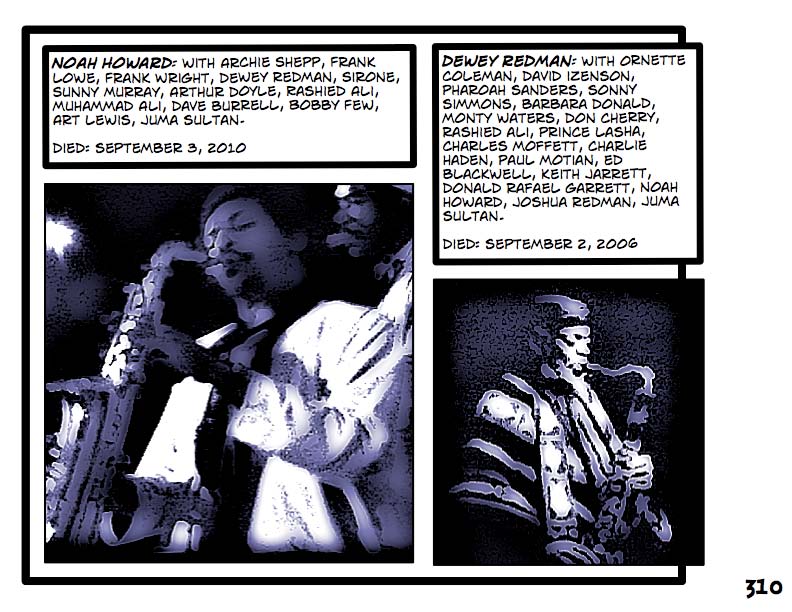 NOAH HOWARD: WITH ARCHIE SHEPP, FRANK
LOWE, FRANK WRIGHT, DEWEY REDMAN, SIRONE,
SUNNY MURRAY, ARTHUR DOYLE, RASHIED ALI,
MUHAMMAD ALI, DAVE BURRELL, BOBBY FEW,
ART LEWIS, JUMA SULTAN-
DIED: SEPTEMBER 3, 2010
DEWEY REDMAN: WITH ORNETTE
COLEMAN, DAVID IZENSON,
PHAROAH SANDERS, SONNY
SIMMONS, BARBARA DONALD,
MONTY WATERS, DON CHERRY,
RASHIED ALI, PRINCE LASHA,
CHARLES MOFFETT, CHARLIE
HADEN, PAUL MOTIAN, ED
BLACKWELL, KEITH JARRETT,
DONALD RAFAEL GARRETT, NOAH
HOWARD, JOSHUA REDMAN, JUMA
SULTAN-
DIED: SEPTEMBER 2, 2006
310